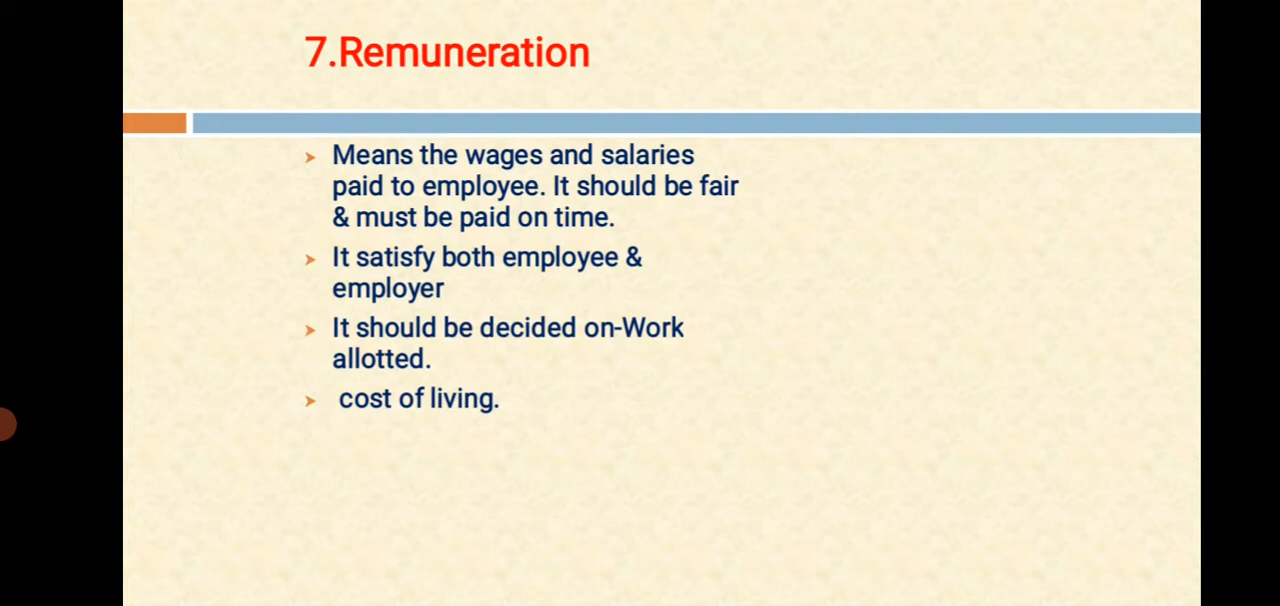 7.Remuneration
Means the wages and salaries
paid to employee. It should be fair
& must be paid on time.
It satisfy both employee &
employer
It should be decided on-Work
allotted.
cost of living.